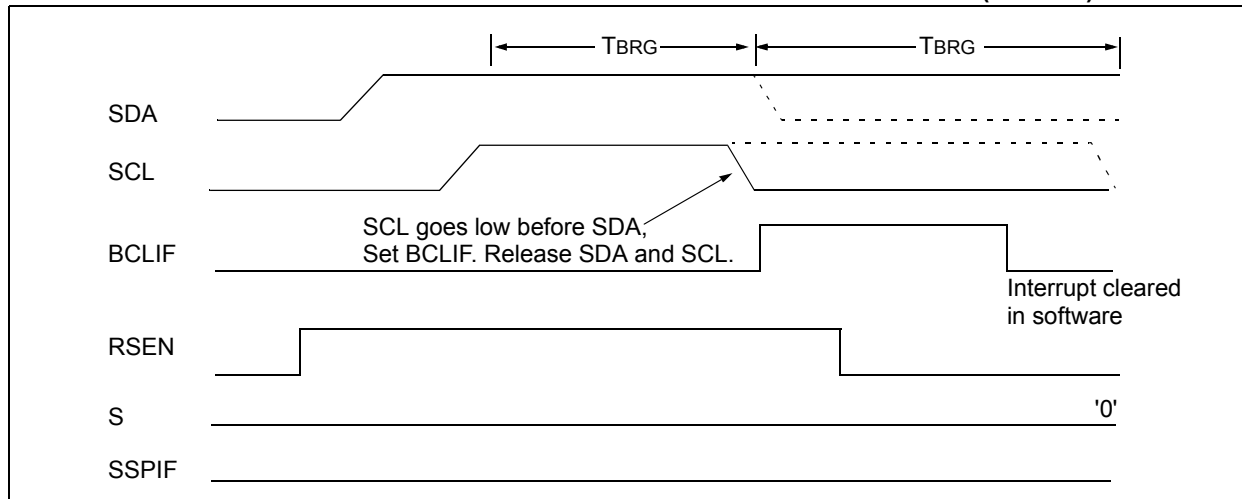 TBRG TBRG
SDA
SCL
SCL goes low before SDA,
Set BCLIF. Release SDA and SCL.
BCLIF
Interrupt cleared
in software
RSEN
S '0'
SSPIF